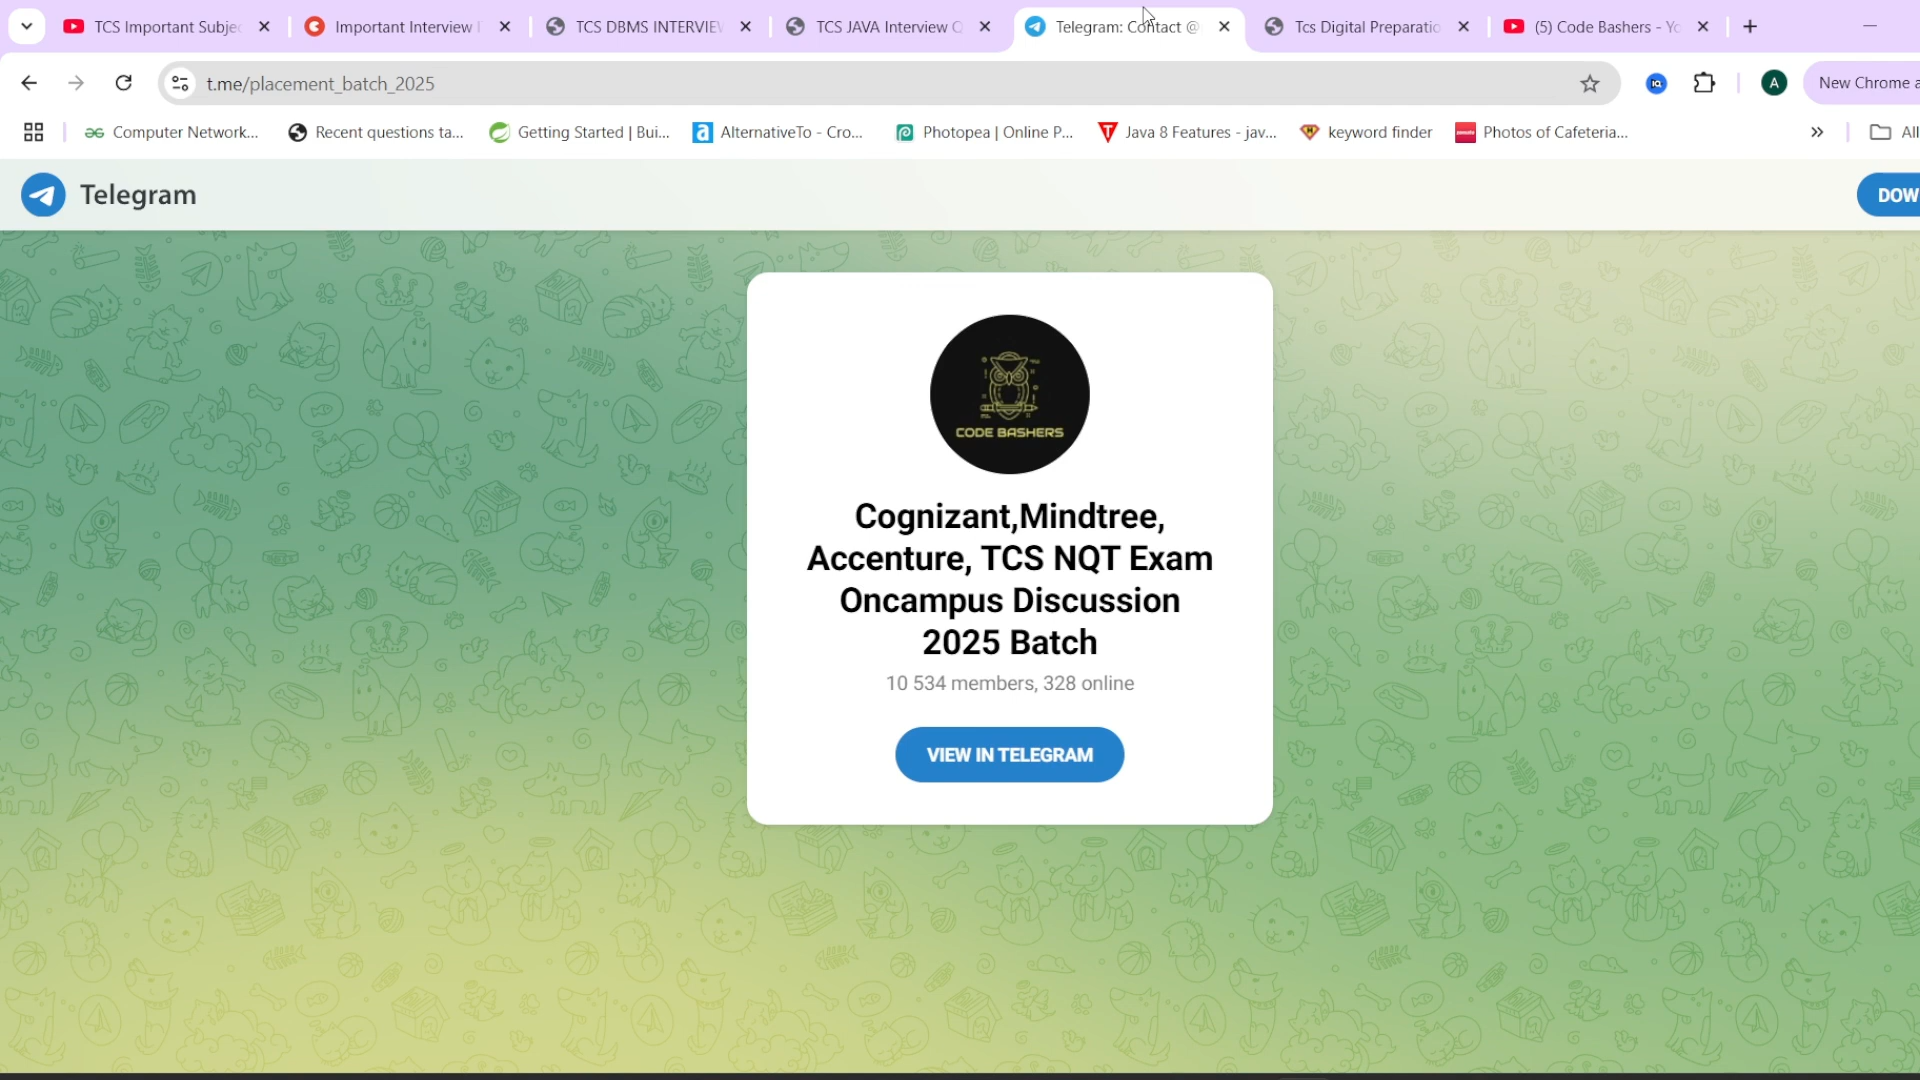 TCS Important Subje
Important Interview
TCS DBMS INTERVIEW
TCS JAVA Interview Q
Telegram: Contact @
Tcs Digital Preparatio
(5) Code Bashers - Yo
t.me/placement_batch_2025
A
New Chrome a
Computer Network...
Recent questions ta...
Getting Started | Bui...
AlternativeTo - Cro...
Photopea | Online P...
Java 8 Features - jav...
keyword finder
Photos of Cafeteria...
All
Telegram
DOW
CODE BASHERS
Cognizant,Mindtree,
Accenture, TCS NQT Exam
Oncampus Discussion
2025 Batch
10 534 members, 328 online
VIEW IN TELEGRAM